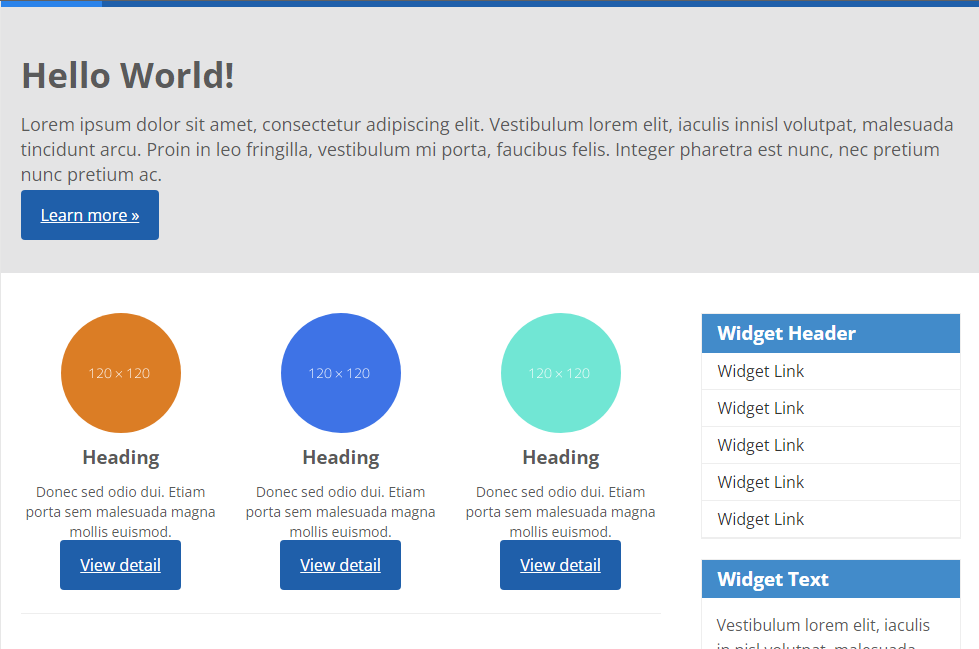 Hello World!
Lorem ipsum dolor sit amet, consectetur adipiscing elit. Vestibulum lorem elit, iaculis innisl volutpat, malesuada
tincidunt arcu. Proin in leo fringilla, vestibulum mi porta, faucibus felis. Integer pharetra est nunc, nec pretium
nunc pretium ac.
Learn more »
120 × 120
Heading
Donec sed odio dui. Etiam
porta sem malesuada magna
mollis euismod.
View detail
120 × 120
Heading
Donec sed odio dui. Etiam
porta sem malesuada magna
mollis euismod.
View detail
120 × 120
Heading
Donec sed odio dui. Etiam
porta sem malesuada magna
mollis euismod.
View detail
Widget Header
Widget Link
Widget Link
Widget Link
Widget Link
Widget Link
Widget Text
Vestibulum lorem elit, iaculis
in nisl volutpat, malesuada